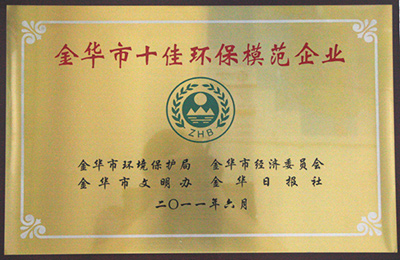 金华市十佳环保模范企业
ZHB
金华市环境保护局 金华市经济委员会
金华市文明办 金华日报社
二〇一一年六月